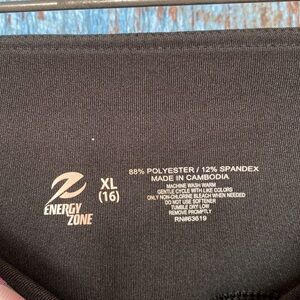 ENERGY
ZONE
XL
(16)
88% POLYESTER / 12% SPANDEX
MADE IN CAMBODIA
MACHINE WASH WARM
GENTLE CYCLE WITH LIKE COLORS
ONLY NON-CHLORINE BLEACH WHEN NEEDED
DO NOT USE SOFTENER
TUMBLE DRY LOW
REMOVE PROMPTLY
RN#63619